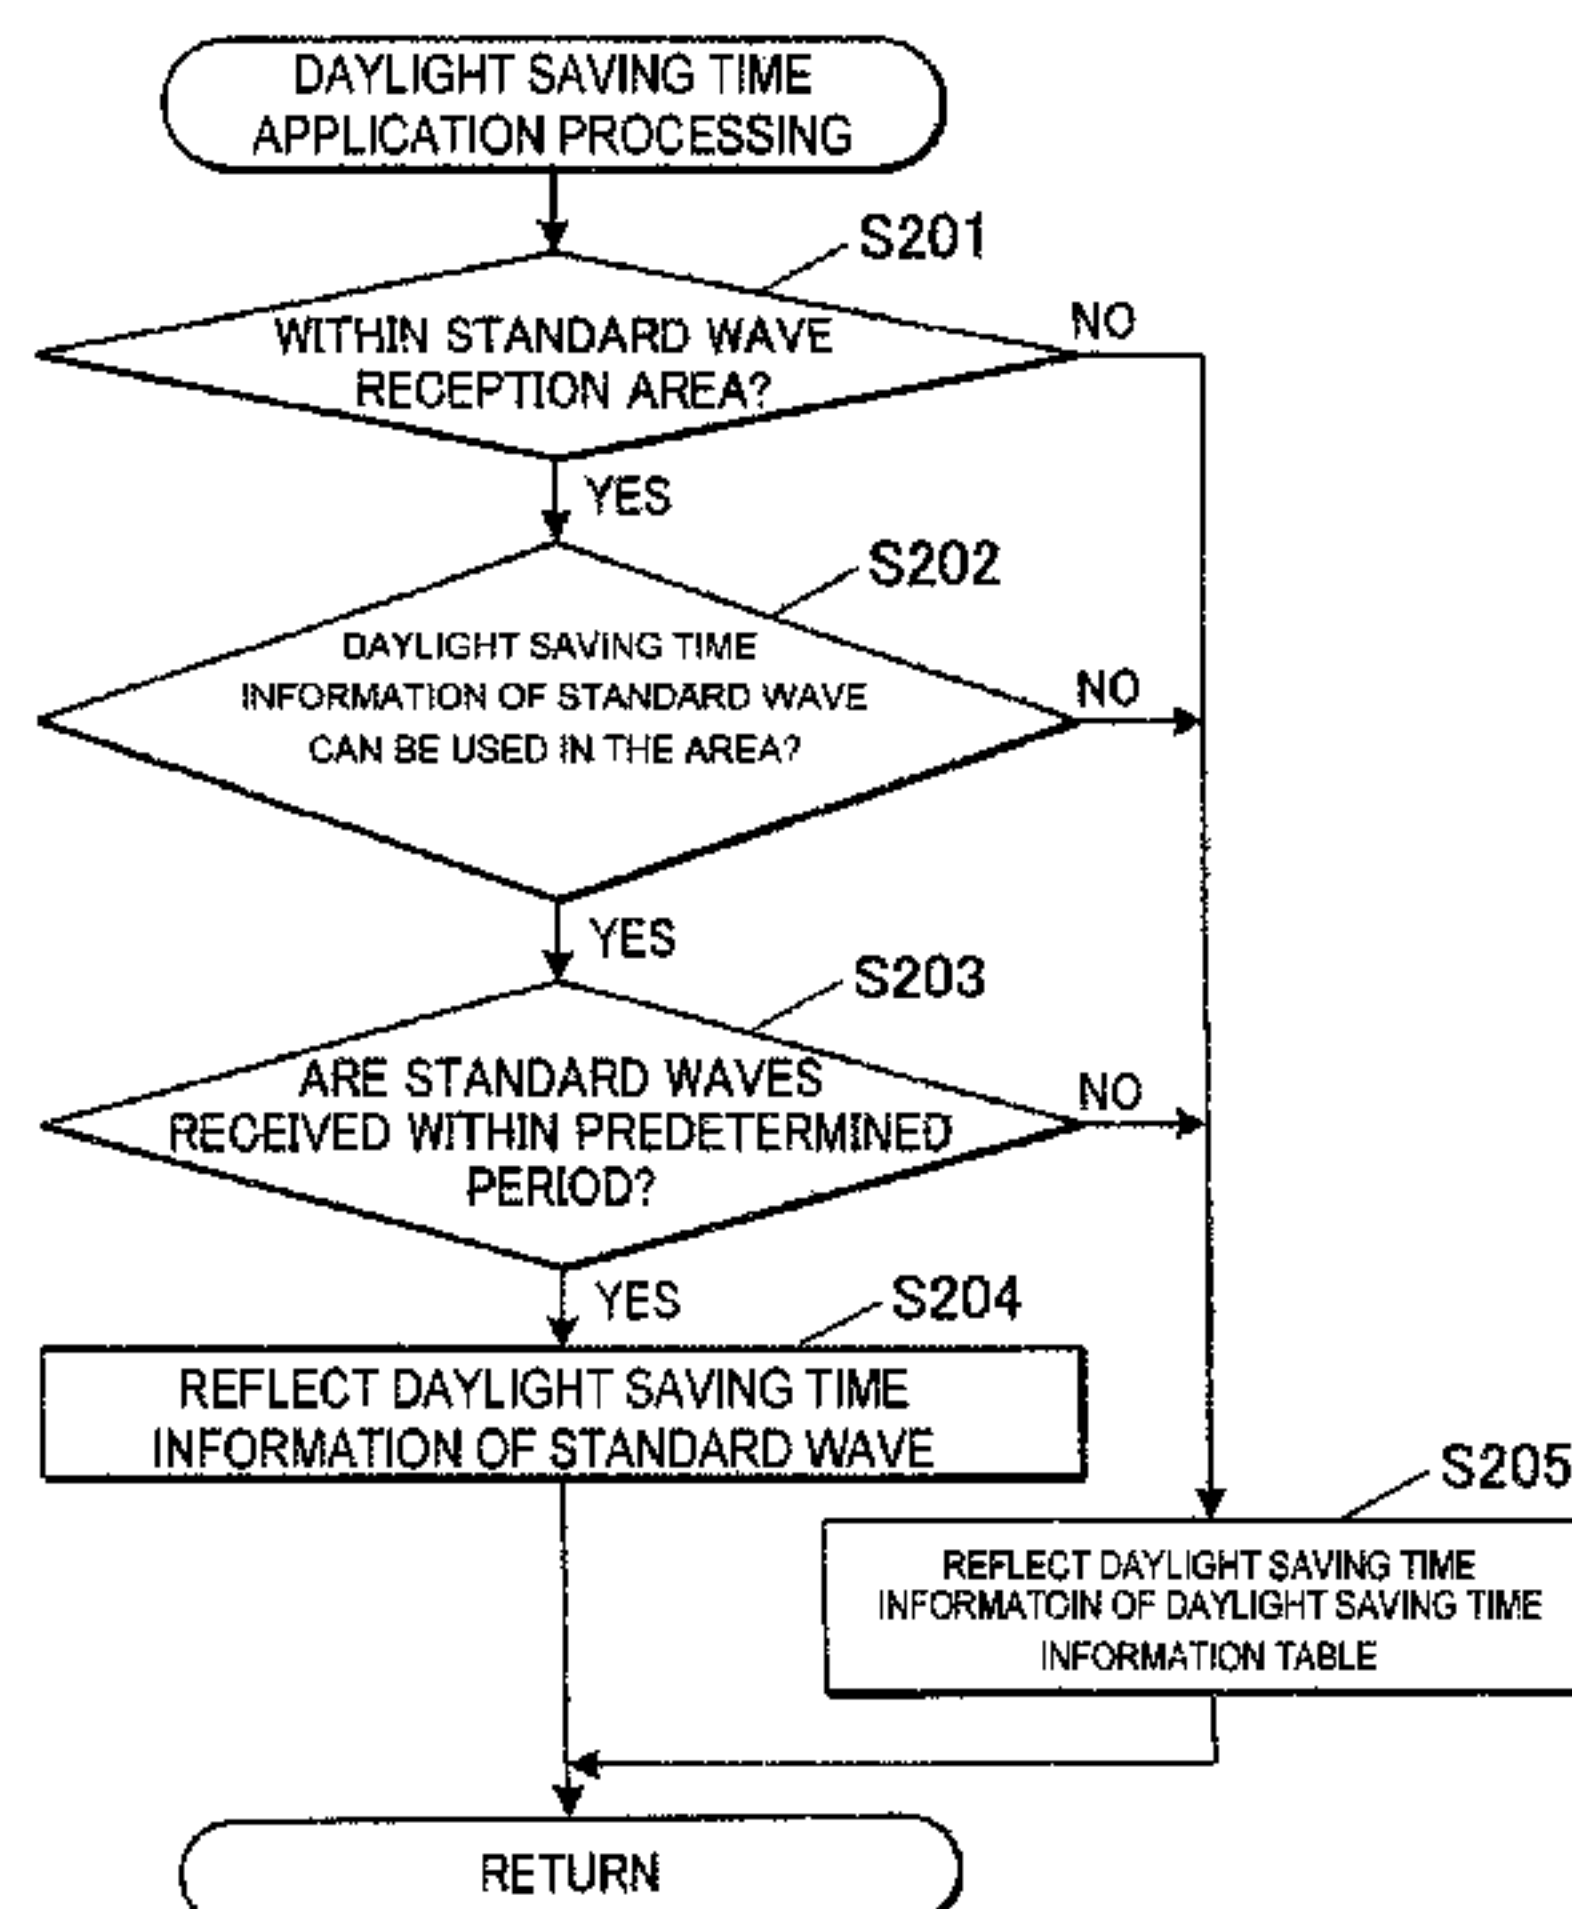 DAYLIGHT SAVING TIME
APPLICATION PROCESSING
S201
WITHIN STANDARD WAVE
RECEPTION AREA?
NO
YES
S202
DAYLIGHT SAVING TIME
INFORMATION OF STANDARD WAVE
CAN BE USED IN THE AREA?
NO
YES
S203
ARE STANDARD WAVES
RECEIVED WITHIN PREDETERMINED
PERIOD?
NO
YES
S204
REFLECT DAYLIGHT SAVING TIME
INFORMATION OF STANDARD WAVE
S205
REFLECT DAYLIGHT SAVING TIME
INFORMATOIN OF DAYLIGHT SAVING TIME
INFORMATION TABLE
RETURN